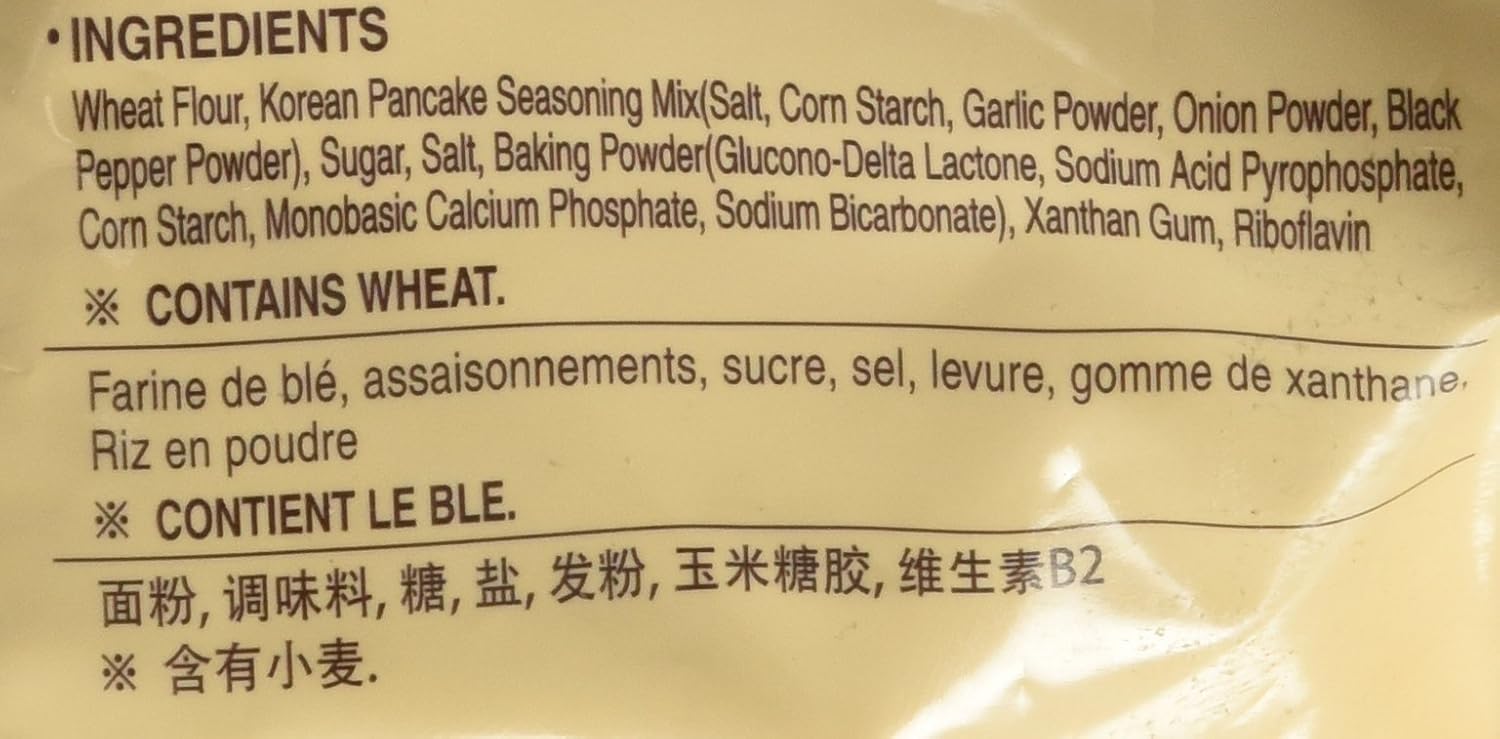 • INGREDIENTS
Wheat Flour, Korean Pancake Seasoning Mix(Salt, Corn Starch, Garlic Powder, Onion Powder, Black
Pepper Powder), Sugar, Salt, Baking Powder(Glucono-Delta Lactone, Sodium Acid Pyrophosphate,
Corn Starch, Monobasic Calcium Phosphate, Sodium Bicarbonate), Xanthan Gum, Riboflavin
※ CONTAINS WHEAT.
Farine de blé, assaisonnements, sucre, sel, levure, gomme de xanthane,
Riz en poudre
※ CONTIENT LE BLE.
面粉, 调味料, 糖, 盐, 发粉, 玉米糖胶, 维生素B2
※ 含有小麦.